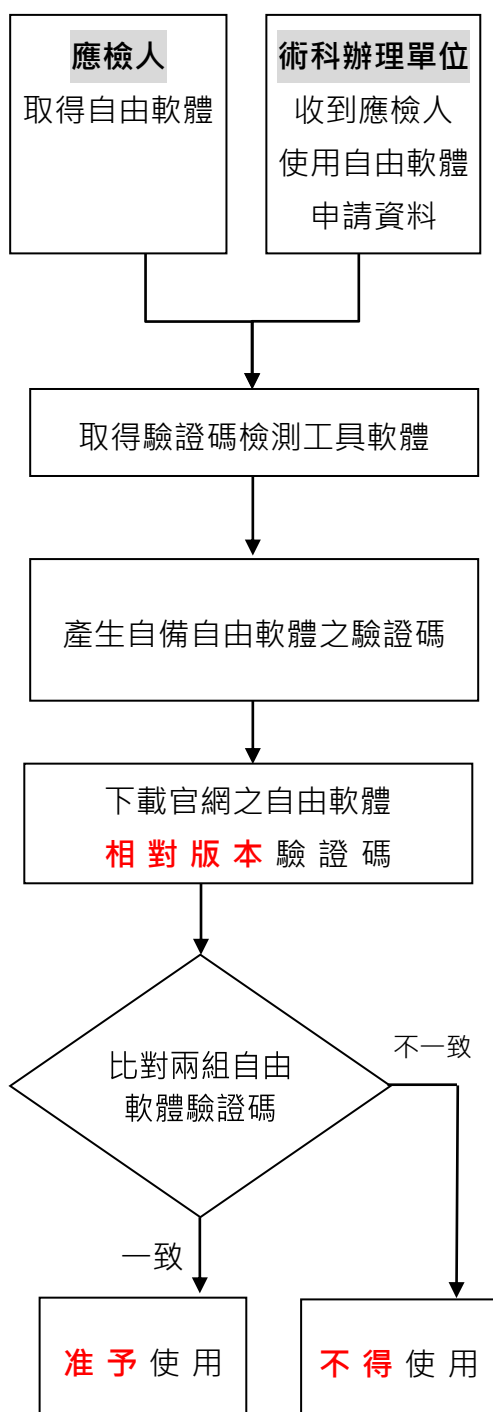 應檢人
取得自由軟體
術科辦理單位
收到應檢人
使用自由軟體
申請資料
取得驗證碼檢測工具軟體
產生自備自由軟體之驗證碼
下載官網之自由軟體
相對版本驗證碼
比對兩組自由
軟體驗證碼
不一致
一致
准予使用
不得使用